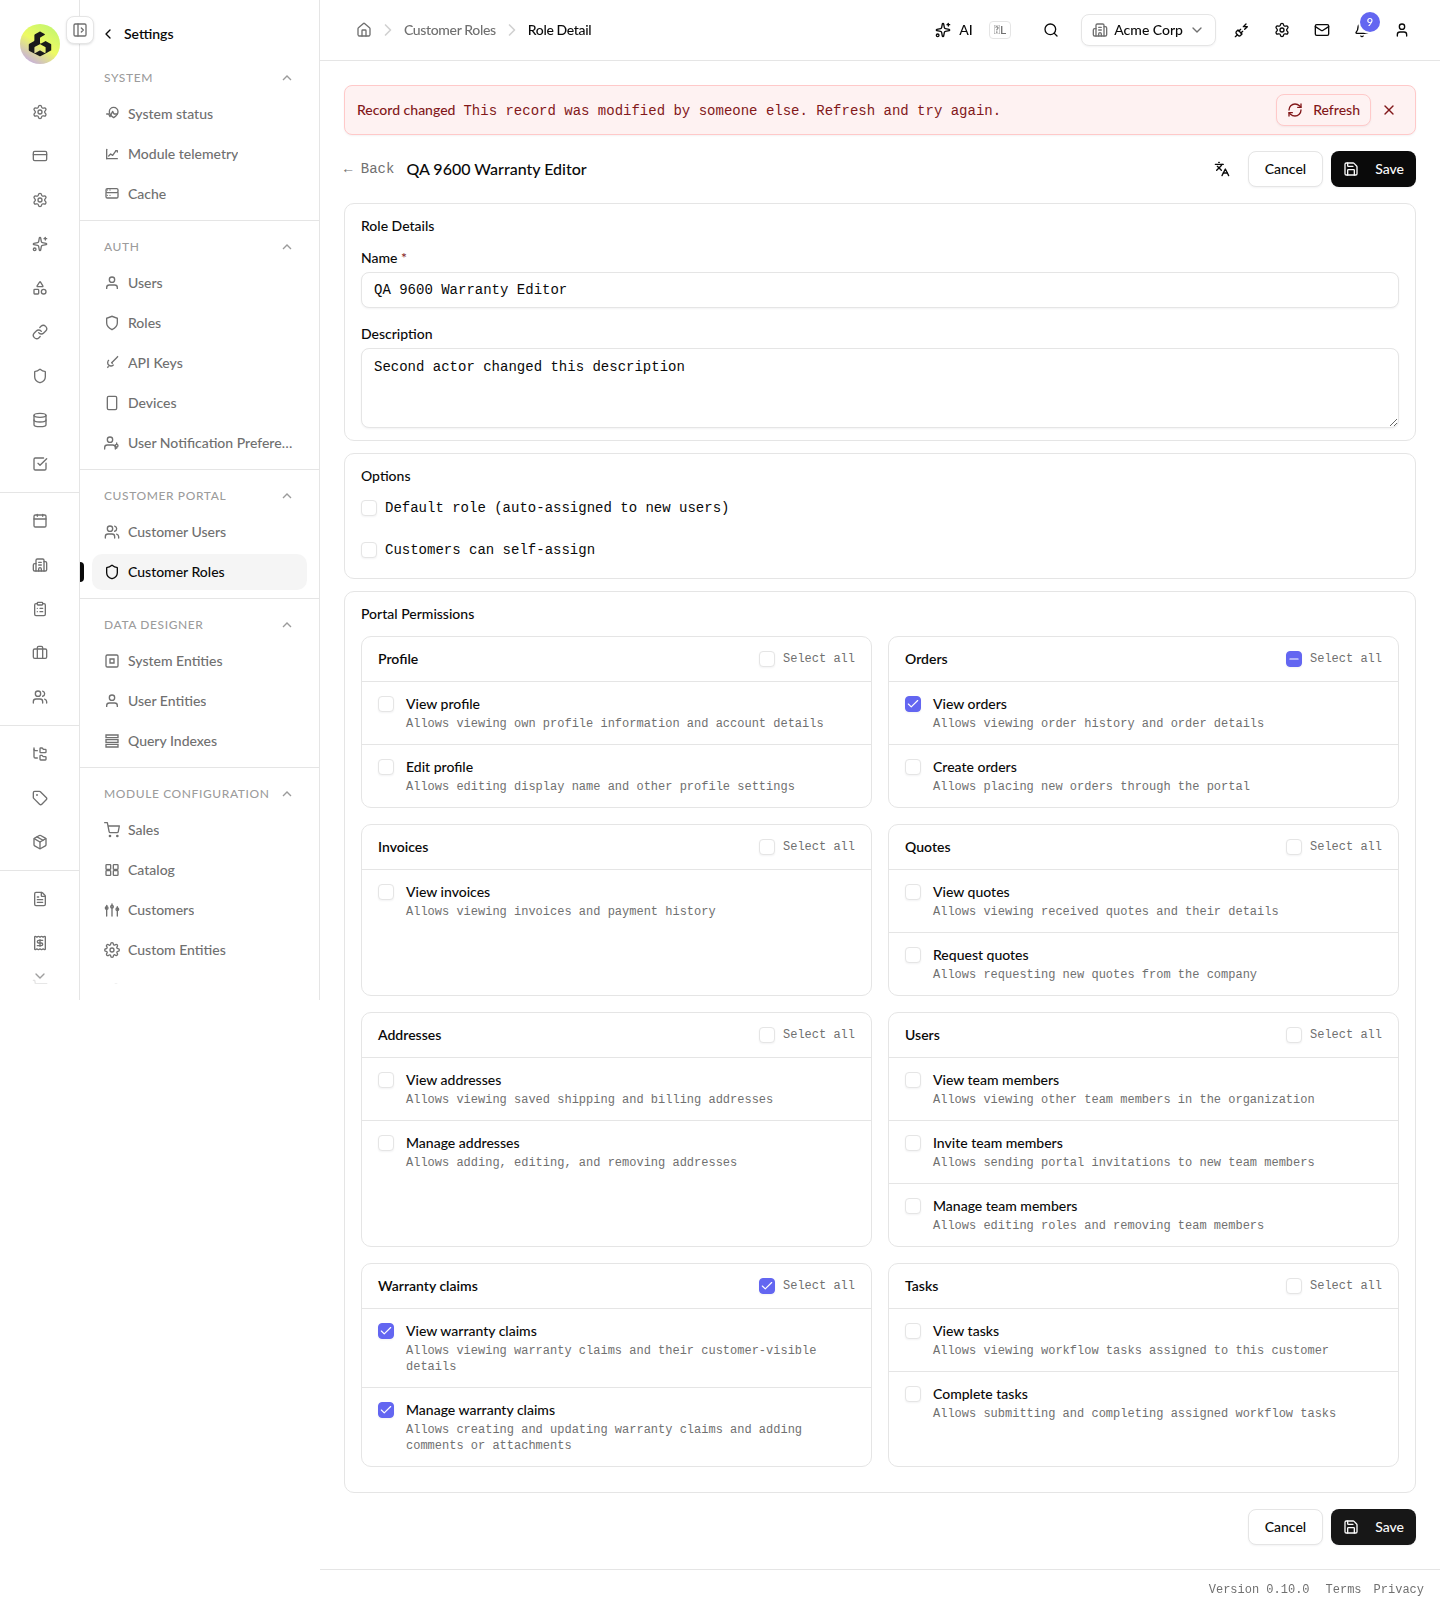 Settings
SYSTEM
System status
Module telemetry
Cache
AUTH
Users
Roles
API Keys
Devices
User Notification Prefere...
CUSTOMER PORTAL
Customer Users
Customer Roles
DATA DESIGNER
System Entities
User Entities
Query Indexes
MODULE CONFIGURATION
Sales
Catalog
Customers
Custom Entities
Customer Roles
Role Detail
AI
L
Acme Corp
9
Record changed This record was modified by someone else. Refresh and try again.
Refresh
← Back
QA 9600 Warranty Editor
Cancel
Save
Role Details
Name *
QA 9600 Warranty Editor
Description
Second actor changed this description
Options
Default role (auto-assigned to new users)
Customers can self-assign
Portal Permissions
Profile
Select all
View profile
Allows viewing own profile information and account details
Edit profile
Allows editing display name and other profile settings
Orders
Select all
View orders
Allows viewing order history and order details
Create orders
Allows placing new orders through the portal
Invoices
Select all
View invoices
Allows viewing invoices and payment history
Quotes
Select all
View quotes
Allows viewing received quotes and their details
Request quotes
Allows requesting new quotes from the company
Addresses
Select all
View addresses
Allows viewing saved shipping and billing addresses
Manage addresses
Allows adding, editing, and removing addresses
Users
Select all
View team members
Allows viewing other team members in the organization
Invite team members
Allows sending portal invitations to new team members
Manage team members
Allows editing roles and removing team members
Warranty claims
Select all
View warranty claims
Allows viewing warranty claims and their customer-visible
details
Manage warranty claims
Allows creating and updating warranty claims and adding
comments or attachments
Tasks
Select all
View tasks
Allows viewing workflow tasks assigned to this customer
Complete tasks
Allows submitting and completing assigned workflow tasks
Cancel
Save
Version 0.10.0
Terms
Privacy